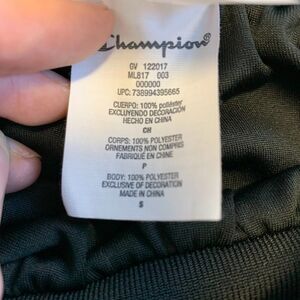 Champion®
GV 122017
ML817 003
000000
UPC: 738994395665
CUERPO: 100% poliéster
EXCLUYENDO DECORACIÓN
HECHO EN CHINA
CH
CORPS: 100% POLYESTER
ORNEMENTS NON COMPRIS
FABRIQUÉ EN CHINE
P
BODY: 100% POLYESTER
EXCLUSIVE OF DECORATION
MADE IN CHINA
S